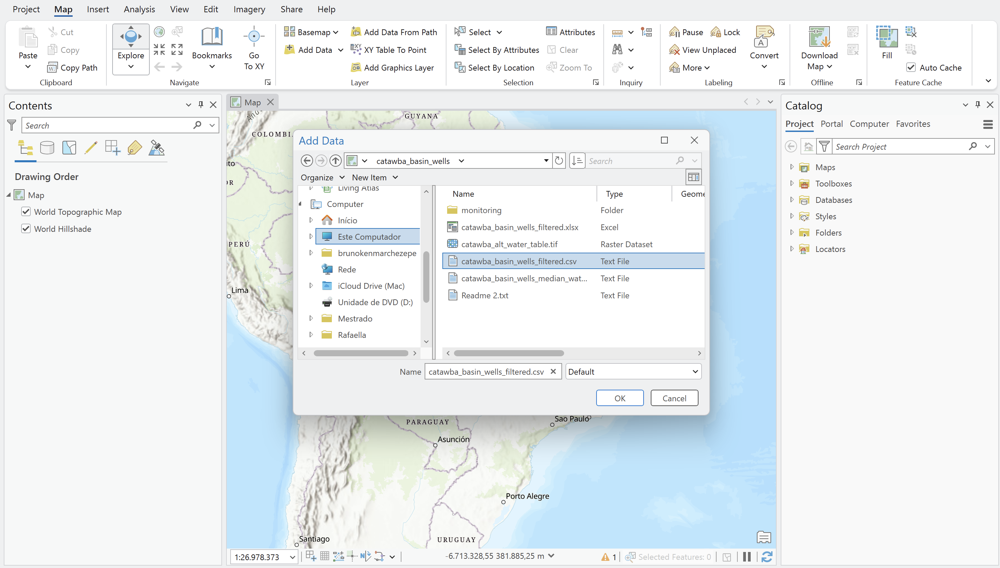 Project Map Insert Analysis View Edit Imagery Share Help
Paste
Cut
Copy
Copy Path
Clipboard
Explore
Bookmarks
Go
To XY
Navigate
Basemap
Add Data
Add Data From Path
XY Table To Point
Add Graphics Layer
Layer
Select
Select By Attributes
Select By Location
Attributes
Clear
Zoom To
Selection
Inquiry
Pause
Lock
View Unplaced
More
Convert
Labeling
Download
Map
Offline
Fill
Auto Cache
Feature Cache
Contents
Search
Drawing Order
Map
World Topographic Map
World Hillshade
Map
GUYANA
COLOMBI
ito
PERÚ
Lima
Add Data
catawba_basin_wells
Search
Organize New Item
Living Atlas
Computer
Início
Este Computador
brunokenmarchezepe
Rede
iCloud Drive (Mac)
Unidade de DVD (D:)
Mestrado
Rafaella
Name Type Geome
monitoring Folder
catawba_basin_wells_filtered.xlsx Excel
catawba_alt_water_table.tif Raster Dataset
catawba_basin_wells_filtered.csv Text File
catawba_basin_wells_median_wat... Text File
Readme 2.txt Text File
Name catawba_basin_wells_filtered.csv Default
OK Cancel
PARAGUAY
Sao Paulo
Asunción
Porto Alegre
Santiago
URUGUAY
1:26.978.373
-6.713.328,55 381.885,25 m
1
Selected Features: 0
Catalog
Project Portal Computer Favorites
Search Project
Maps
Toolboxes
Databases
Styles
Folders
Locators